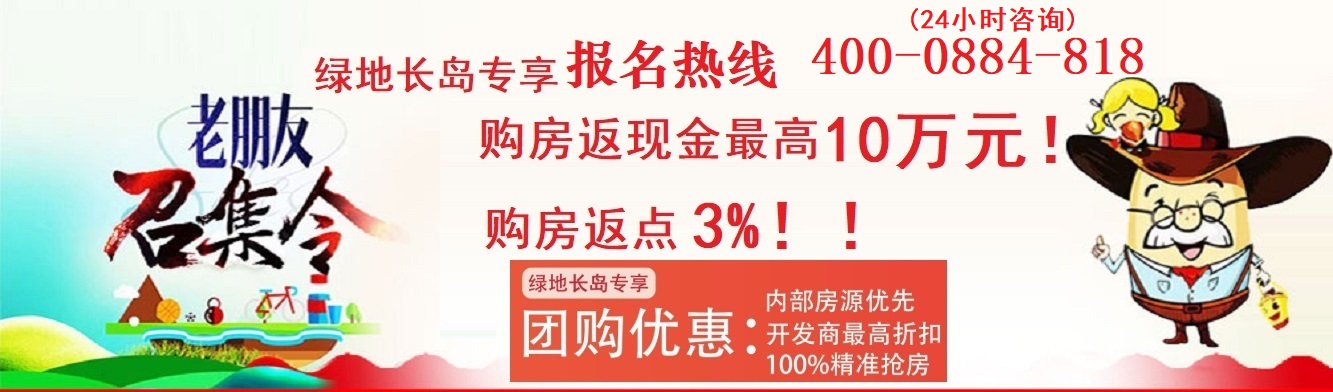 (24小时咨询)
绿地长岛专享 报名热线 400-0884-818
老朋友
召集令
购房返现金最高10万元！
购房返点 3%！！
绿地长岛专享
团购优惠：
内部房源优先
开发商最高折扣
100%精准抢房